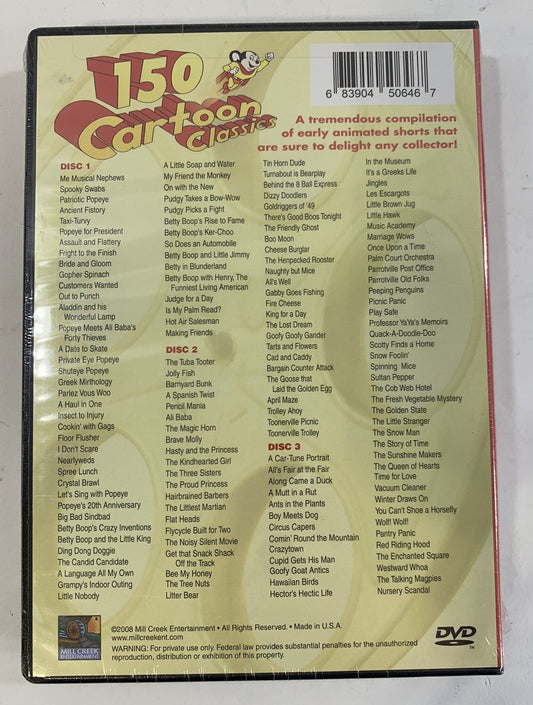 150
Cartoon
Classics
6 83904 50646 7
A tremendous compilation
of early animated shorts that
are sure to delight any collector!
DISC 1
Me Musical Nephews
Spooky Swabs
Patriotic Popeye
Ancient Fistory
Taxi-Turvy
Popeye for President
Assault and Flattery
Fright to the Finish
Bride and Gloom
Gopher Spinach
Customers Wanted
Out to Punch
Aladdin and his
Wonderful Lamp
Popeye Meets Ali Baba's
Forty Thieves
A Date to Skate
Private Eye Popeye
Shuteye Popeye
Greek Mirthology
Parlez Vous Woo
A Haul in One
Insect to Injury
Cookin' with Gags
Floor Flusher
I Don't Scare
Nearlyweds
Spree Lunch
Crystal Brawl
Let's Sing with Popeye
Popeye's 20th Anniversary
Big Bad Sindbad
Betty Boop's Crazy Inventions
Betty Boop and the Little King
Ding Dong Doggie
The Candid Candidate
A Language All My Own
Grampy's Indoor Outing
Little Nobody
A Little Soap and Water
My Friend the Monkey
On with the New
Pudgy Takes a Bow-Wow
Pudgy Picks a Fight
Betty Boop's Rise to Fame
Betty Boop's Ker-Choo
So Does an Automobile
Betty Boop and Little Jimmy
Betty in Blunderland
Betty Boop with Henry, The
Funniest Living American
Judge for a Day
Is My Palm Read?
Hot Air Salesman
Making Friends
DISC 2
The Tuba Tooter
Jolly Fish
Barnyard Bunk
A Spanish Twist
Pencil Mania
Ali Baba
The Magic Horn
Brave Molly
Hasty and the Princess
The Kindhearted Girl
The Three Sisters
The Proud Princess
Hairbrained Barbers
The Littlest Martian
Flat Heads
Flycycle Built for Two
The Noisy Silent Movie
Get that Snack Shack
Off the Track
Bee My Honey
The Tree Nuts
Litter Bear
Tin Horn Dude
Turnabout is Bearplay
Behind the 8 Ball Express
Dizzy Doodlers
Goldriggers of '49
There's Good Boos Tonight
The Friendly Ghost
Boo Moon
Cheese Burglar
The Henpecked Rooster
Naughty but Mice
All's Well
Gabby Goes Fishing
Fire Cheese
King for a Day
The Lost Dream
Goofy Goofy Gander
Tarts and Flowers
Cad and Caddy
Bargain Counter Attack
The Goose that
Laid the Golden Egg
April Maze
Trolley Ahoy
Toonerville Picnic
Toonerville Trolley
DISC 3
A Car-Tune Portrait
All's Fair at the Fair
Along Came a Duck
A Mutt in a Rut
Ants in the Plants
Boy Meets Dog
Circus Capers
Comin' Round the Mountain
Crazytown
Cupid Gets His Man
Goofy Goat Antics
Hawaiian Birds
Hector's Hectic Life
In the Museum
It's a Greeks Life
Jingles
Les Escargots
Little Brown Jug
Little Hawk
Music Academy
Marriage Wows
Once Upon a Time
Palm Court Orchestra
Parrotville Post Office
Parrotville Old Folks
Peeping Penguins
Picnic Panic
Play Safe
Professor YaYa's Memoirs
Quack-A-Doodle-Doo
Scotty Finds a Home
Snow Foolin'
Spinning Mice
Sultan Pepper
The Cob Web Hotel
The Fresh Vegetable Mystery
The Golden State
The Little Stranger
The Snow Man
The Story of Time
The Sunshine Makers
The Queen of Hearts
Time for Love
Vacuum Cleaner
Winter Draws On
You Can't Shoe a Horsefly
Wolf! Wolf!
Pantry Panic
Red Riding Hood
The Enchanted Square
Westward Whoa
The Talking Magpies
Nursery Scandal
MILL CREEK
ENTERTAINMENT
©2008 Mill Creek Entertainment • All Rights Reserved. • Made in U.S.A.
www.millcreekent.com
WARNING: For private use only. Federal law provides substantial penalties for the unauthorized
reproduction, distribution or exhibition of this property.
DVD